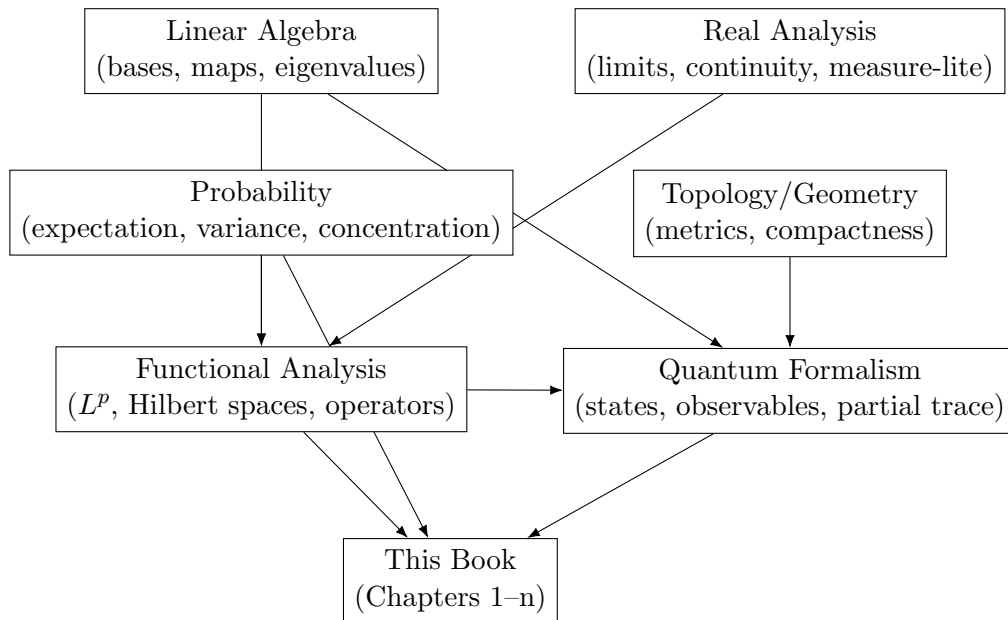 Linear Algebra
(bases, maps, eigenvalues)
Real Analysis
(limits, continuity, measure-lite)
Probability
(expectation, variance, concentration)
Topology/Geometry
(metrics, compactness)
Functional Analysis
(L^p, Hilbert spaces, operators)
Quantum Formalism
(states, observables, partial trace)
This Book
(Chapters 1–n)